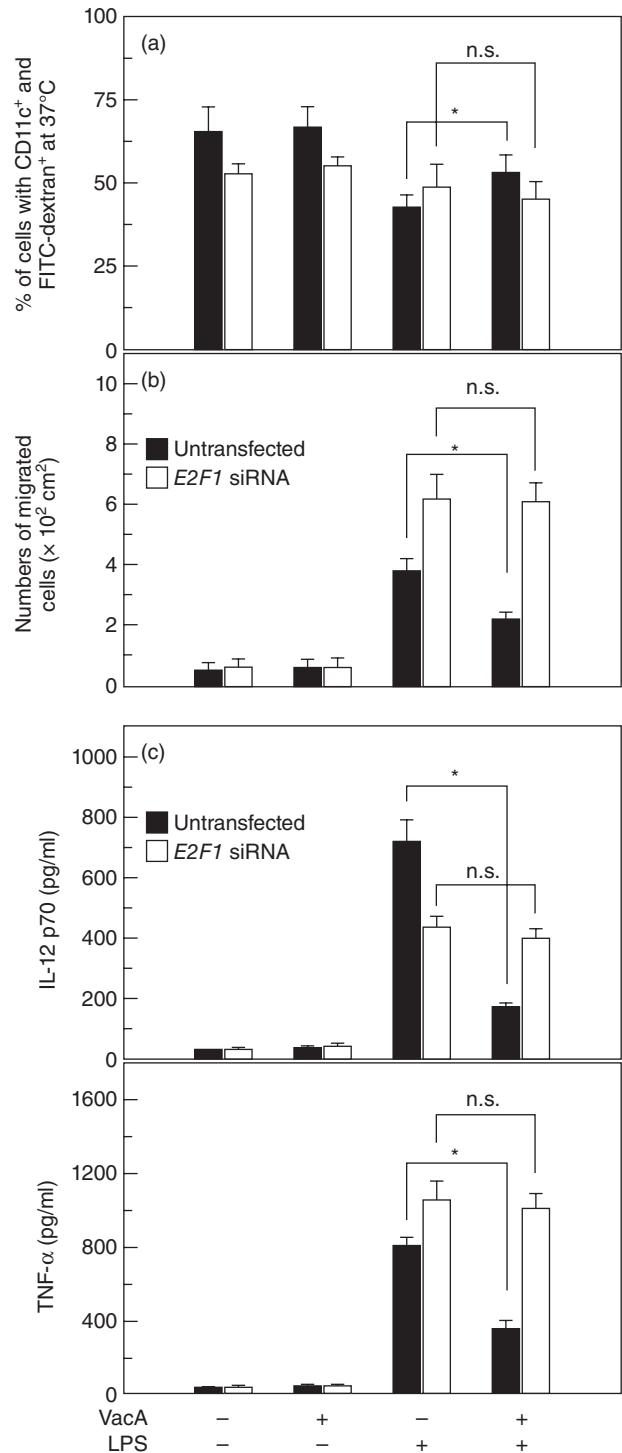 % of cells with CD11c⁺ and
FITC-dextran⁺ at 37°C
100
75
50
25
0
(a)
n.s.
*
Numbers of migrated
cells (× 10² cm²)
10
8
6
4
2
0
(b)
n.s.
*
Untransfected
E2F1 siRNA
IL-12 p70 (pg/ml)
1000
800
600
400
200
0
(c)
*
n.s.
Untransfected
E2F1 siRNA
TNF-α (pg/ml)
1600
1200
800
400
0
n.s.
*
VacA – + – +
LPS – – + +